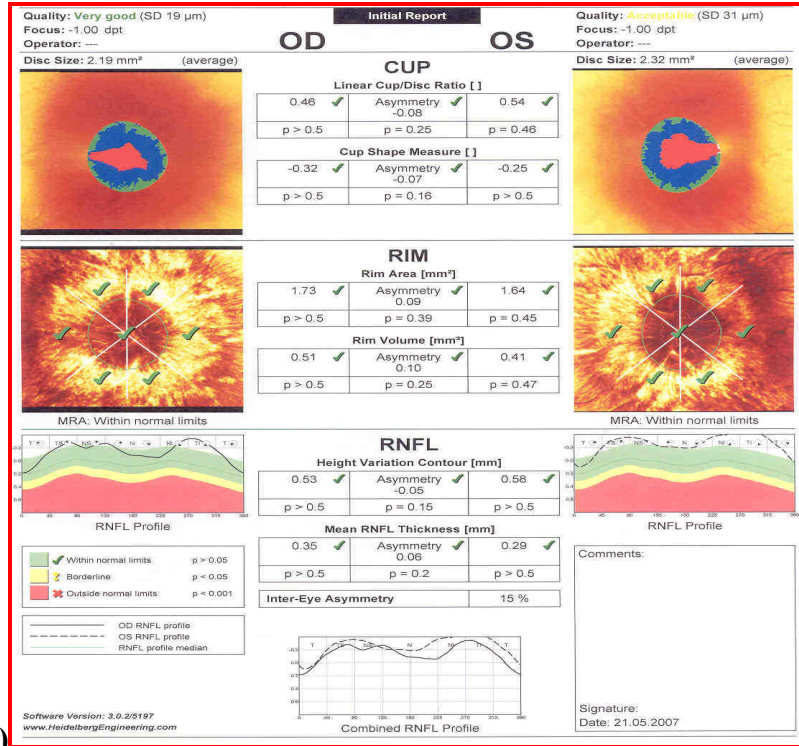 Quality: Very good (SD 19 µm)
Focus: -1.00 dpt
Operator: ---
Initial Report
OD
OS
Quality: Acceptable (SD 31 µm)
Focus: -1.00 dpt
Operator: ---
Disc Size: 2.19 mm² (average)
Disc Size: 2.32 mm² (average)
CUP
Linear Cup/Disc Ratio [ ]
0.46 Asymmetry 0.54
-0.08
p > 0.5 p = 0.25 p = 0.46
Cup Shape Measure [ ]
-0.32 Asymmetry -0.25
-0.07
p > 0.5 p = 0.16 p > 0.5
RIM
Rim Area [mm²]
1.73 Asymmetry 1.64
0.09
p > 0.5 p = 0.39 p = 0.45
Rim Volume [mm³]
0.51 Asymmetry 0.41
0.10
p > 0.5 p = 0.25 p = 0.47
MRA: Within normal limits
MRA: Within normal limits
RNFL
Height Variation Contour [mm]
0.53 Asymmetry 0.58
-0.05
p > 0.5 p = 0.15 p > 0.5
RNFL Profile
RNFL Profile
Mean RNFL Thickness [mm]
0.35 Asymmetry 0.29
0.06
p > 0.5 p = 0.2 p > 0.5
Inter-Eye Asymmetry 15 %
Within normal limits p > 0.05
Borderline p < 0.05
Outside normal limits p < 0.001
OD RNFL profile
OS RNFL profile
RNFL profile median
Combined RNFL Profile
Comments:
Signature:
Date: 21.05.2007
Software Version: 3.0.2/5197
www.HeidelbergEngineering.com